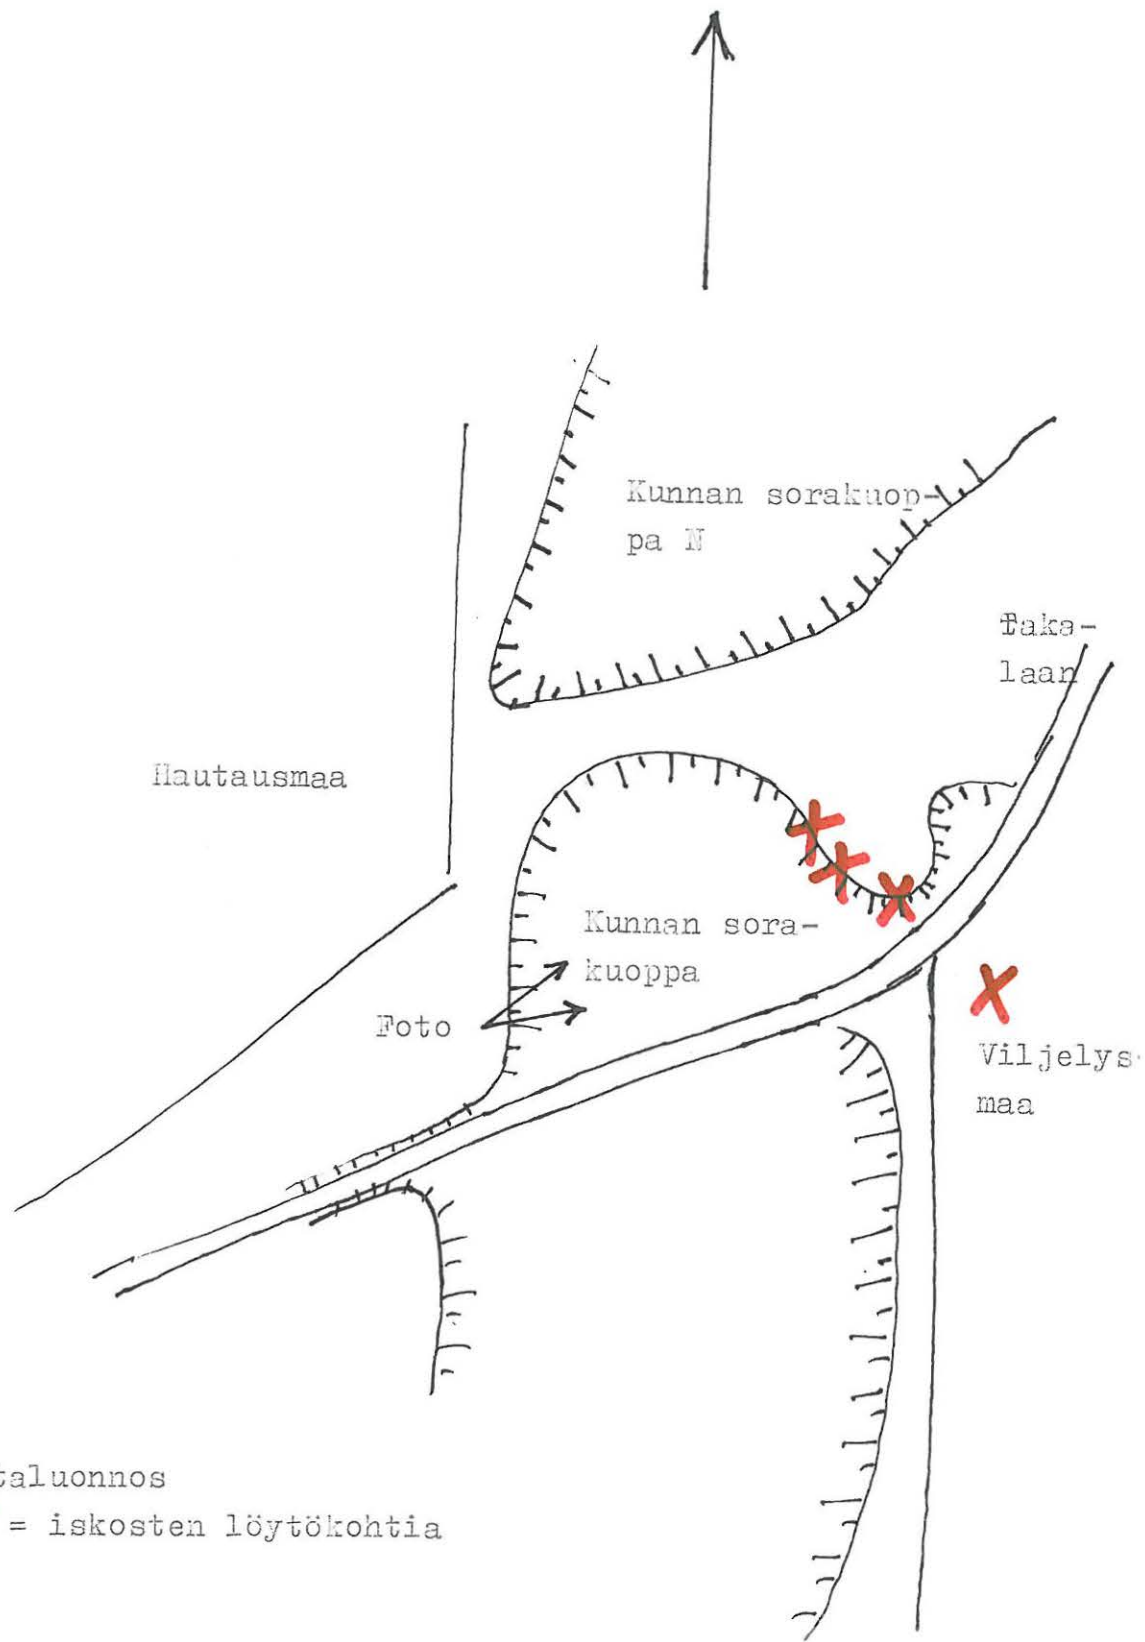 Kunnan sorakuop-
pa N
Taka-
laan
Hautausmaa
Kunnan sora-
kuoppa
Foto
Viljelys-
maa
taluonnos
= iskosten löytökohtia